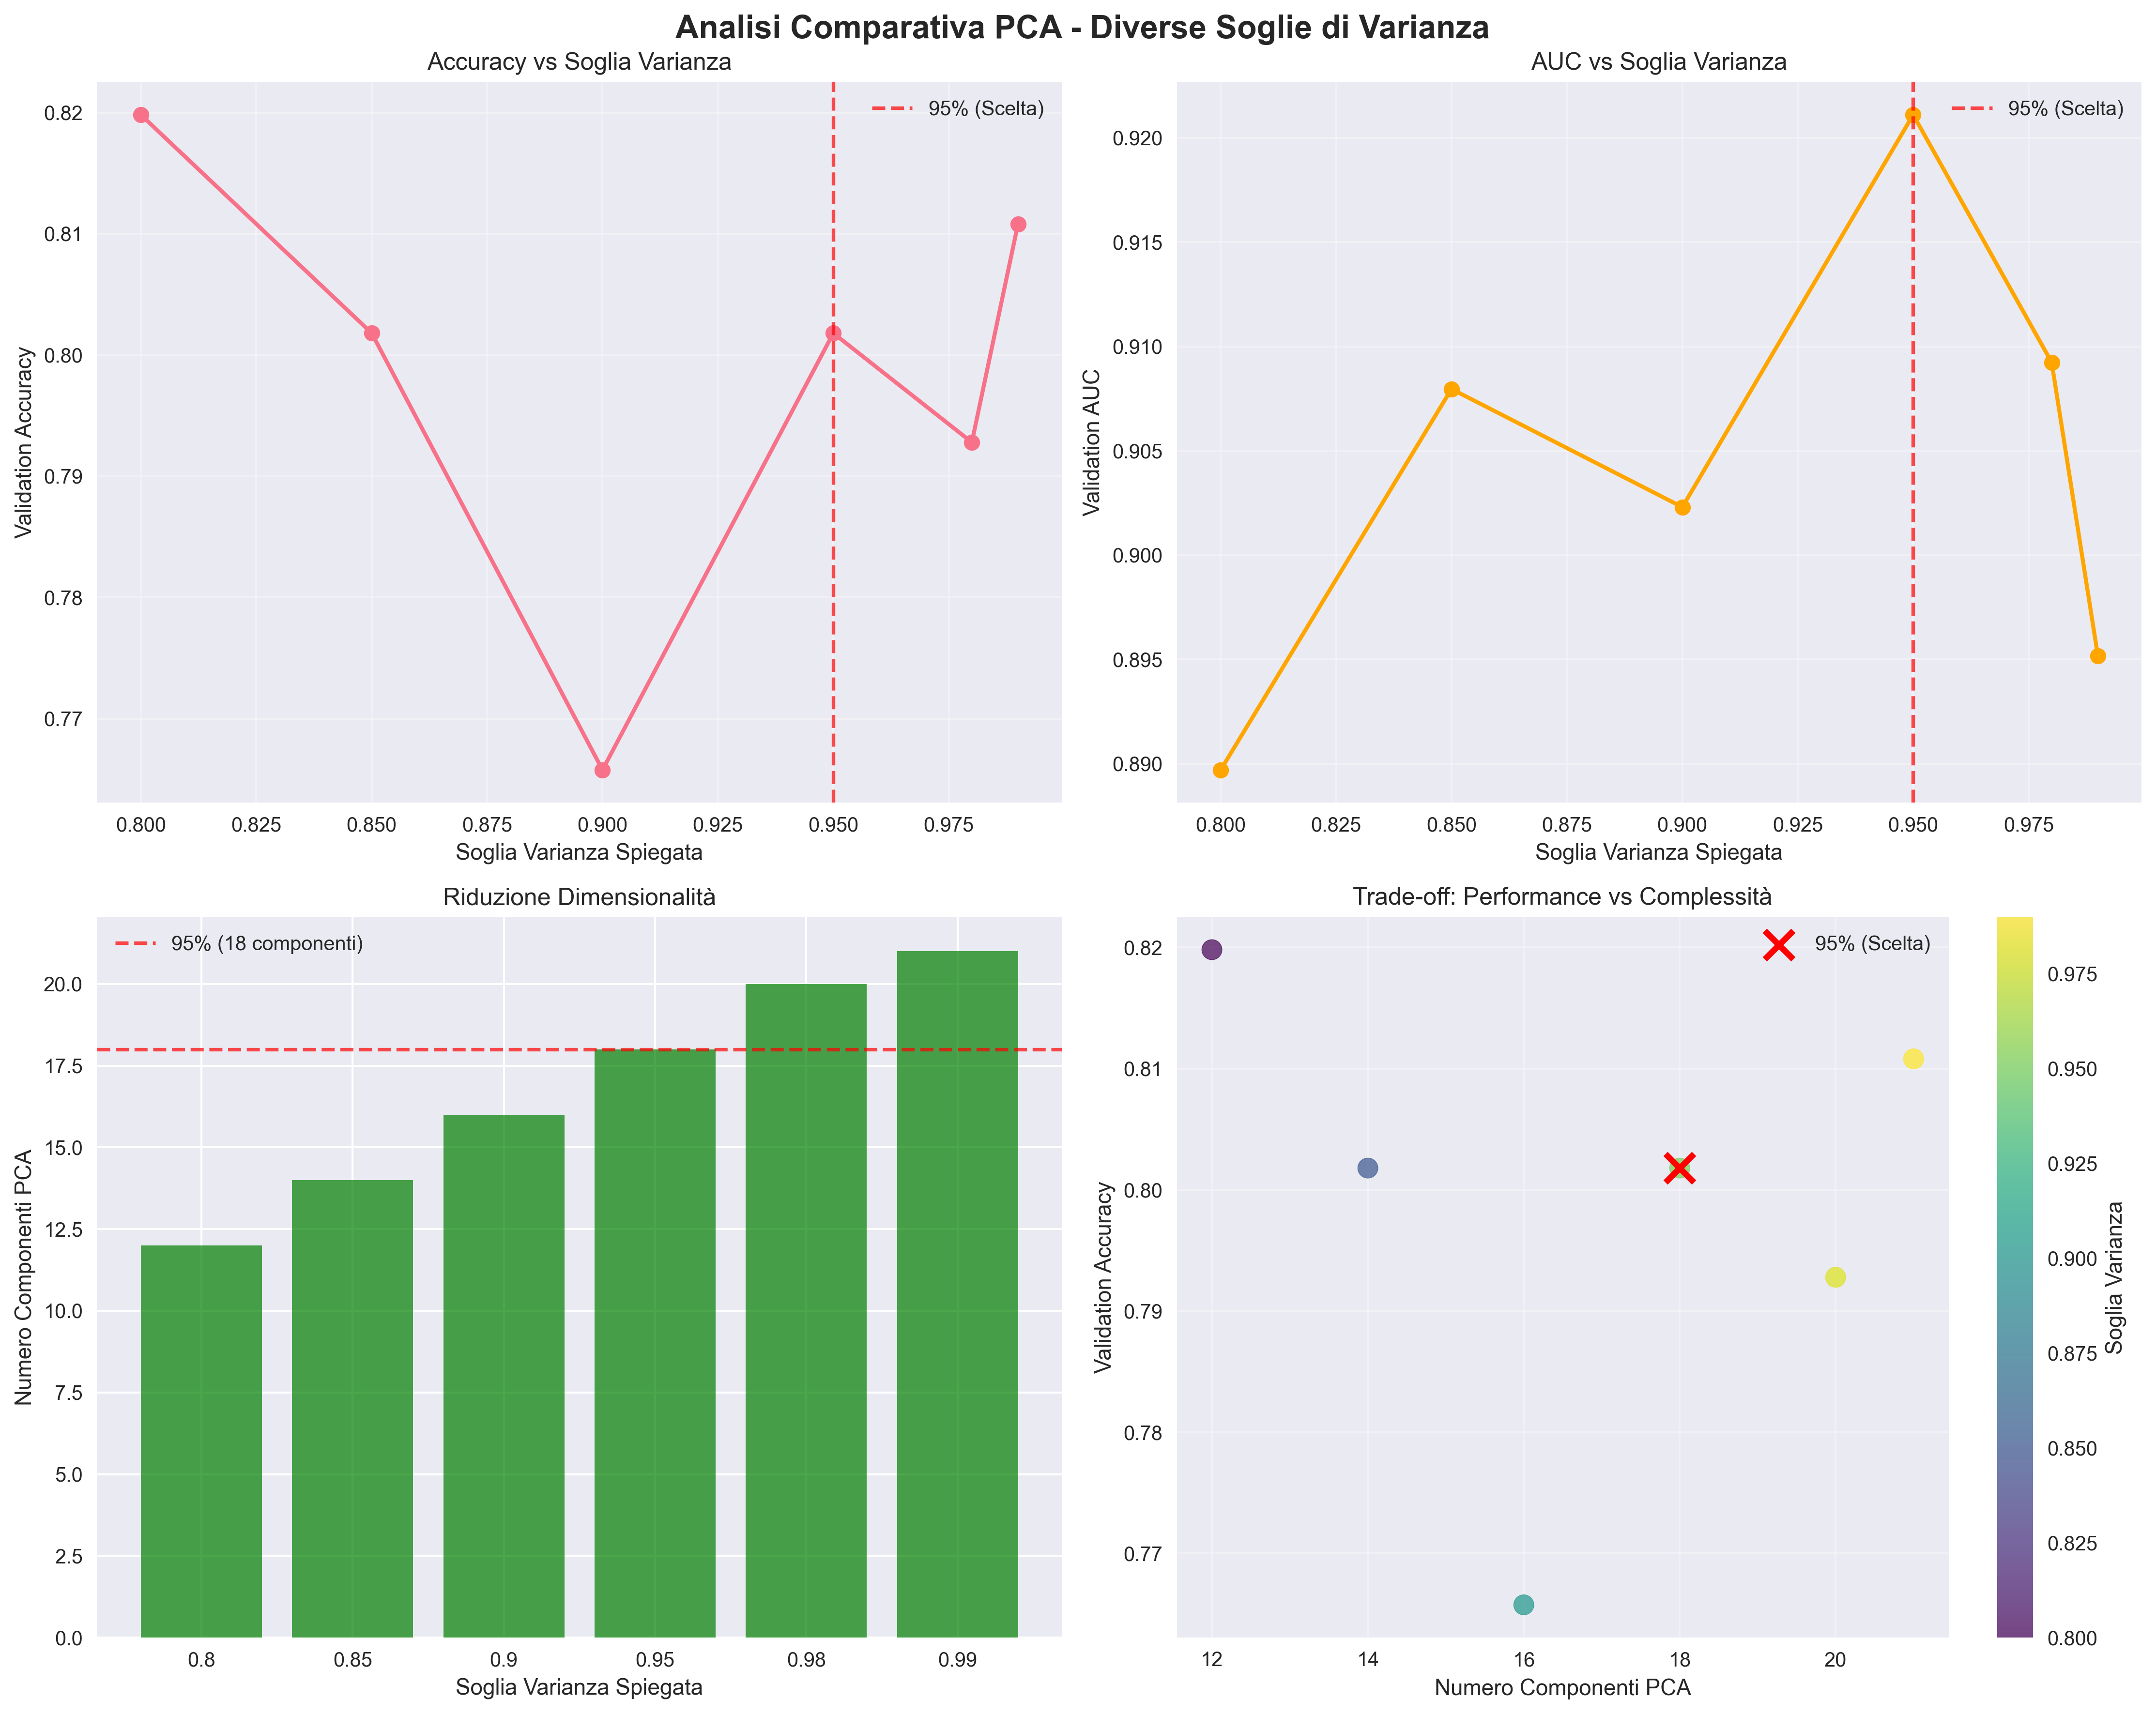 Analisi Comparativa PCA - Diverse Soglie di Varianza
Accuracy vs Soglia Varianza
95% (Scelta)
Validation Accuracy
0.82
0.81
0.80
0.79
0.78
0.77
0.800 0.825 0.850 0.875 0.900 0.925 0.950 0.975
Soglia Varianza Spiegata
AUC vs Soglia Varianza
95% (Scelta)
Validation AUC
0.920
0.915
0.910
0.905
0.900
0.895
0.890
0.800 0.825 0.850 0.875 0.900 0.925 0.950 0.975
Soglia Varianza Spiegata
Riduzione Dimensionalità
95% (18 componenti)
Numero Componenti PCA
20.0
17.5
15.0
12.5
10.0
7.5
5.0
2.5
0.0
0.8 0.85 0.9 0.95 0.98 0.99
Soglia Varianza Spiegata
Trade-off: Performance vs Complessità
95% (Scelta)
Validation Accuracy
0.82
0.81
0.80
0.79
0.78
0.77
12 14 16 18 20
Numero Componenti PCA
0.975
0.950
0.925
0.900
0.875
0.850
0.825
0.800
Soglia Varianza